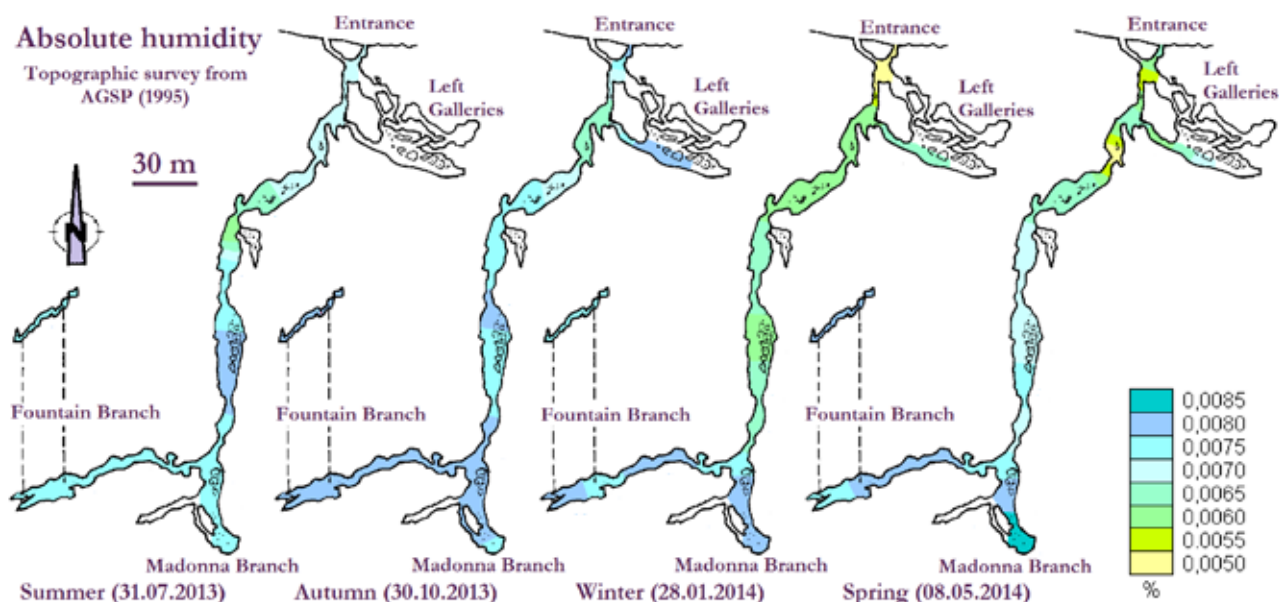 Absolute humidity
Topographic survey from
AGSP (1995)
30 m
N
Entrance
Left
Galleries
Fountain Branch
Madonna Branch
Summer (31.07.2013)
Entrance
Left
Galleries
Fountain Branch
Madonna Branch
Autumn (30.10.2013)
Entrance
Left
Galleries
Fountain Branch
Madonna Branch
Winter (28.01.2014)
Entrance
Left
Galleries
Fountain Branch
Madonna Branch
Spring (08.05.2014)
0,0085
0,0080
0,0075
0,0070
0,0065
0,0060
0,0055
0,0050
%